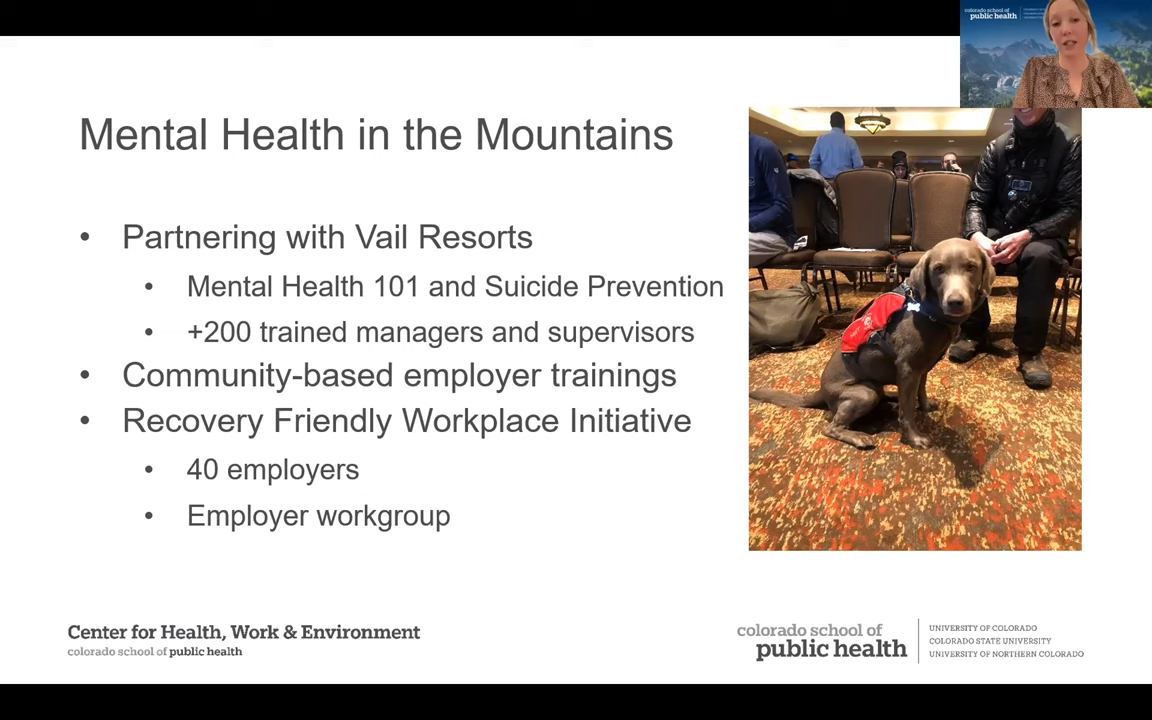 colorado school of
public health
Mental Health in the Mountains
• Partnering with Vail Resorts
• Mental Health 101 and Suicide Prevention
• +200 trained managers and supervisors
• Community-based employer trainings
• Recovery Friendly Workplace Initiative
• 40 employers
• Employer workgroup
Center for Health, Work & Environment
colorado school of public health
colorado school of
public health
UNIVERSITY OF COLORADO
COLORADO STATE UNIVERSITY
UNIVERSITY OF NORTHERN COLORADO